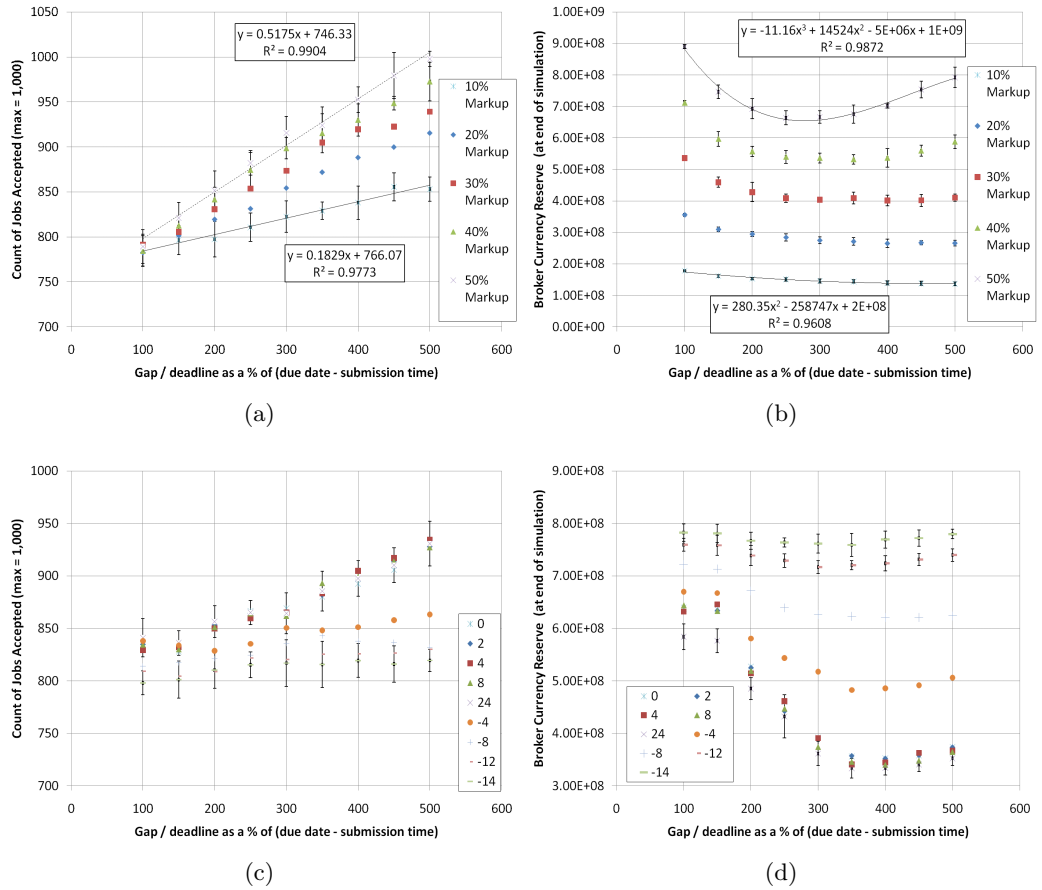 1050
1000
950
900
850
800
750
700
0
100
200
300
400
500
600
Count of Jobs Accepted (max = 1,000)
Gap / deadline as a % of (due date - submission time)
y = 0.5175x + 746.33
R² = 0.9904
y = 0.1829x + 766.07
R² = 0.9773
10%
Markup
20%
Markup
30%
Markup
40%
Markup
50%
Markup
(a)
1.00E+09
9.00E+08
8.00E+08
7.00E+08
6.00E+08
5.00E+08
4.00E+08
3.00E+08
2.00E+08
1.00E+08
0.00E+00
0
100
200
300
400
500
600
Broker Currency Reserve (at end of simulation)
Gap / deadline as a % of (due date - submission time)
y = -11.16x³ + 14524x² - 5E+06x + 1E+09
R² = 0.9872
y = 280.35x² - 258747x + 2E+08
R² = 0.9608
10%
Markup
20%
Markup
30%
Markup
40%
Markup
50%
Markup
(b)
1000
950
900
850
800
750
700
0
100
200
300
400
500
600
Count of Jobs Accepted (max = 1,000)
Gap / deadline as a % of (due date - submission time)
0
2
4
8
24
-4
-8
-12
-14
(c)
9.00E+08
8.00E+08
7.00E+08
6.00E+08
5.00E+08
4.00E+08
3.00E+08
0
100
200
300
400
500
600
Broker Currency Reserve (at end of simulation)
Gap / deadline as a % of (due date - submission time)
0 2
4 8
24 -4
-8 -12
-14
(d)